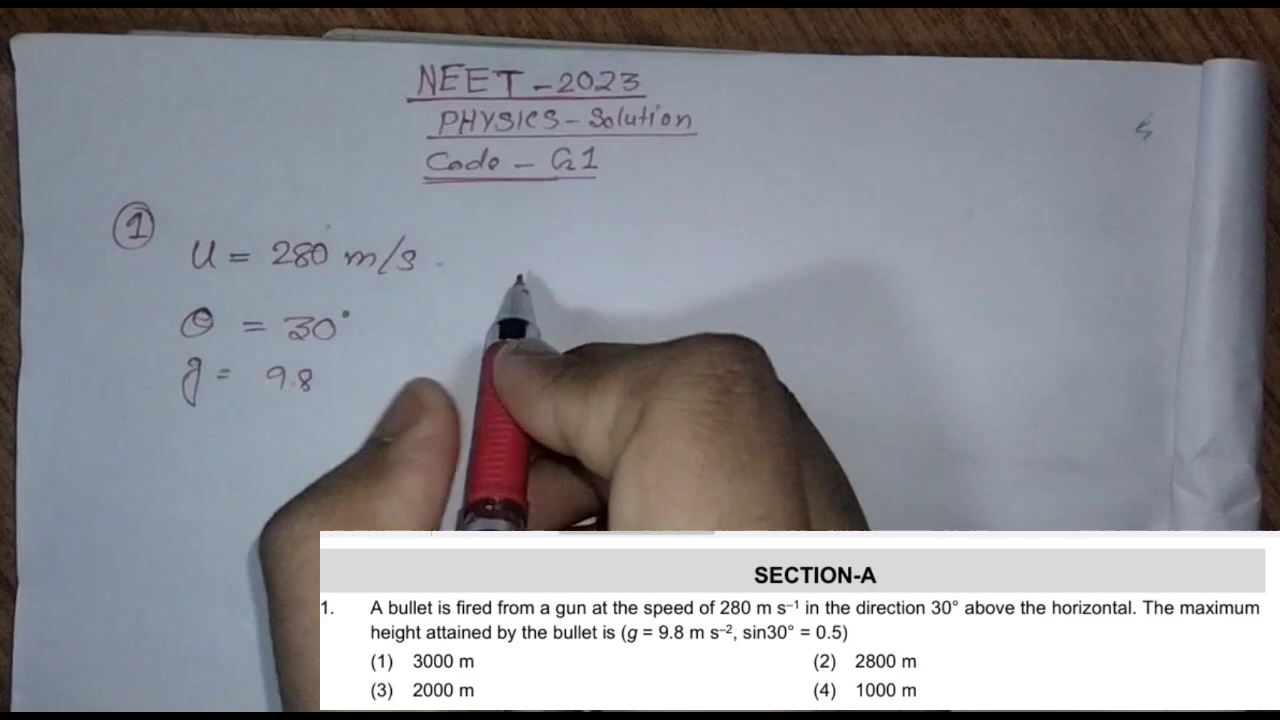 NEET - 2023
PHYSICS - Solution
Code - G1
1
u = 280 m/s
θ = 30°
g = 9.8
SECTION-A
1. A bullet is fired from a gun at the speed of 280 m s⁻¹ in the direction 30° above the horizontal. The maximum
height attained by the bullet is (g = 9.8 m s⁻², sin30° = 0.5)
(1) 3000 m (2) 2800 m
(3) 2000 m (4) 1000 m